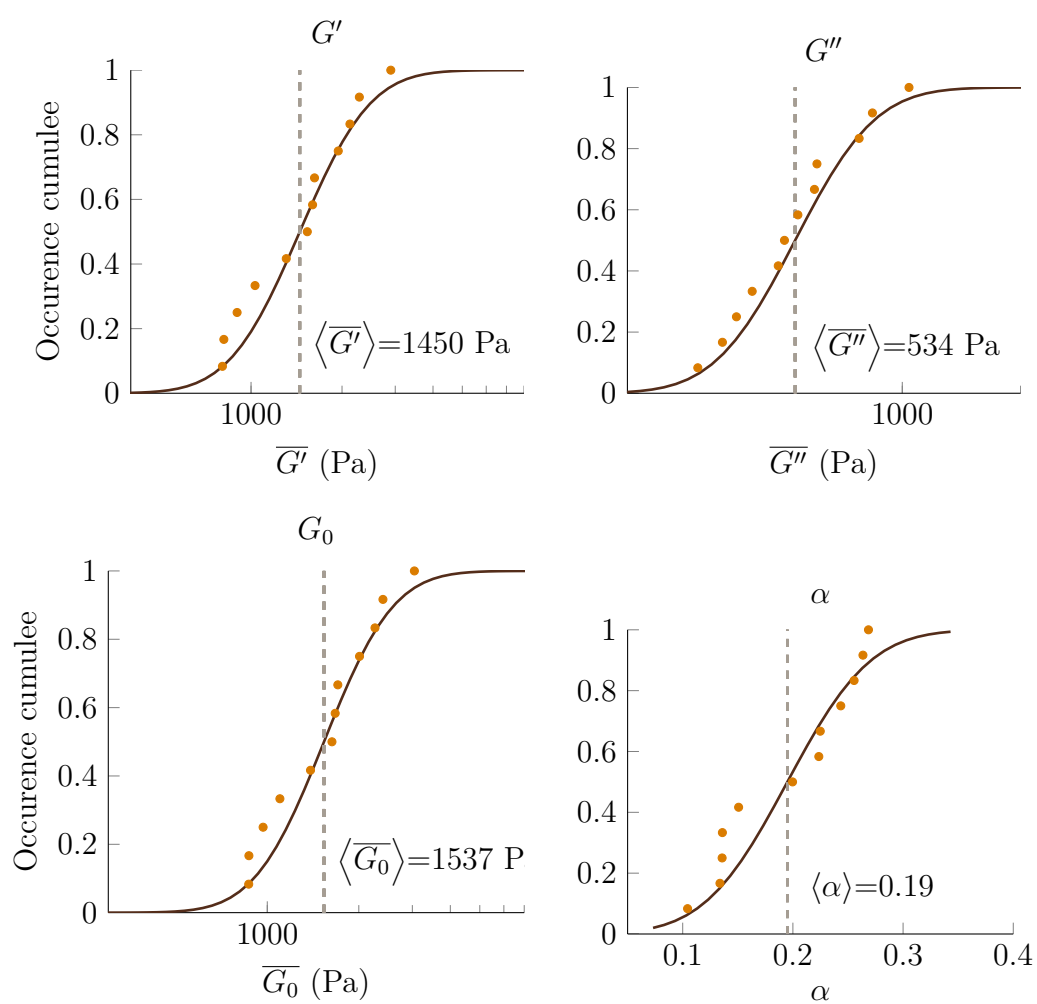 G′
Occurence cumulee
1
0.8
0.6
0.4
0.2
0
1000
⟨G̅′̅⟩=1450 Pa
G̅′̅ (Pa)
G′′
1
0.8
0.6
0.4
0.2
0
1000
⟨G̅′̅′̅⟩=534 Pa
G̅′̅′̅ (Pa)
G₀
Occurence cumulee
1
0.8
0.6
0.4
0.2
0
1000
⟨G̅₀̅⟩=1537 P
G̅₀̅ (Pa)
α
1
0.8
0.6
0.4
0.2
0
0.1 0.2 0.3 0.4
⟨α⟩=0.19
α